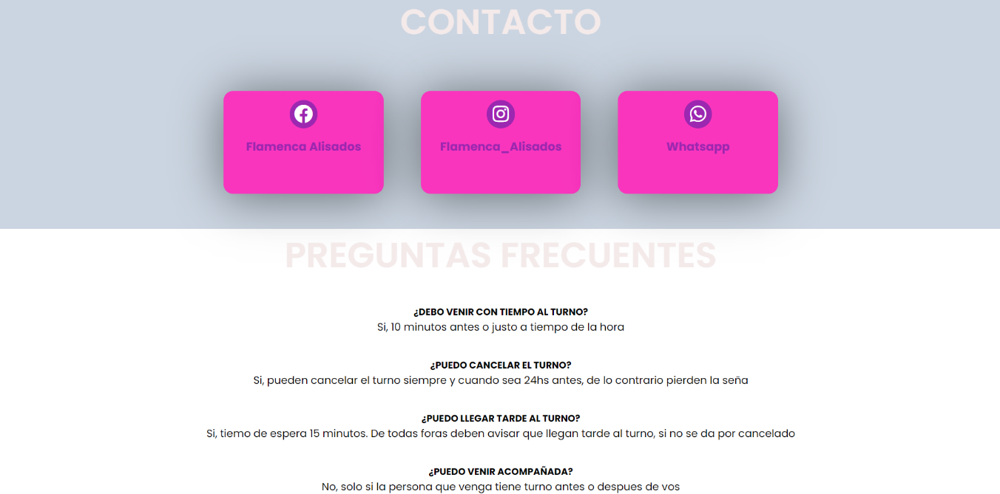 CONTACTO
Flamenca Alisados
Flamenca_Alisados
Whatsapp
PREGUNTAS FRECUENTES
¿DEBO VENIR CON TIEMPO AL TURNO?
Si, 10 minutos antes o justo a tiempo de la hora
¿PUEDO CANCELAR EL TURNO?
Si, pueden cancelar el turno siempre y cuando sea 24hs antes, de lo contrario pierden la seña
¿PUEDO LLEGAR TARDE AL TURNO?
Si, tiemo de espera 15 minutos. De todas foras deben avisar que llegan tarde al turno, si no se da por cancelado
¿PUEDO VENIR ACOMPAÑADA?
No, solo si la persona que venga tiene turno antes o despues de vos